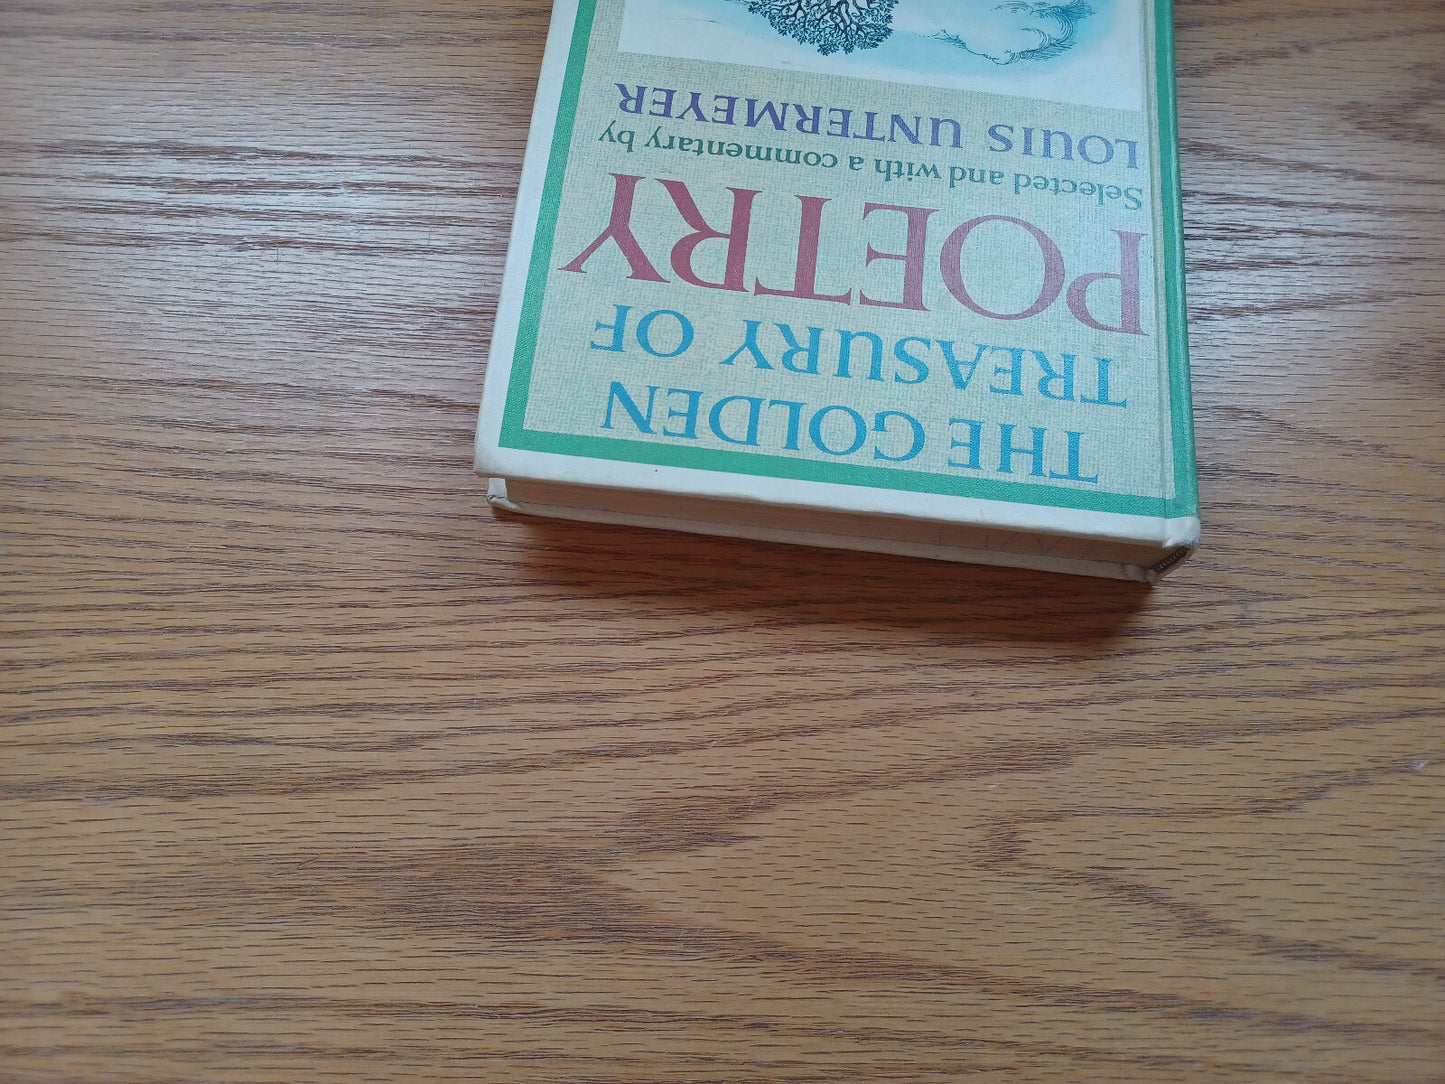 THE GOLDEN
TREASURY OF
POETRY
Selected and with a commentary by
LOUIS UNTERMEYER